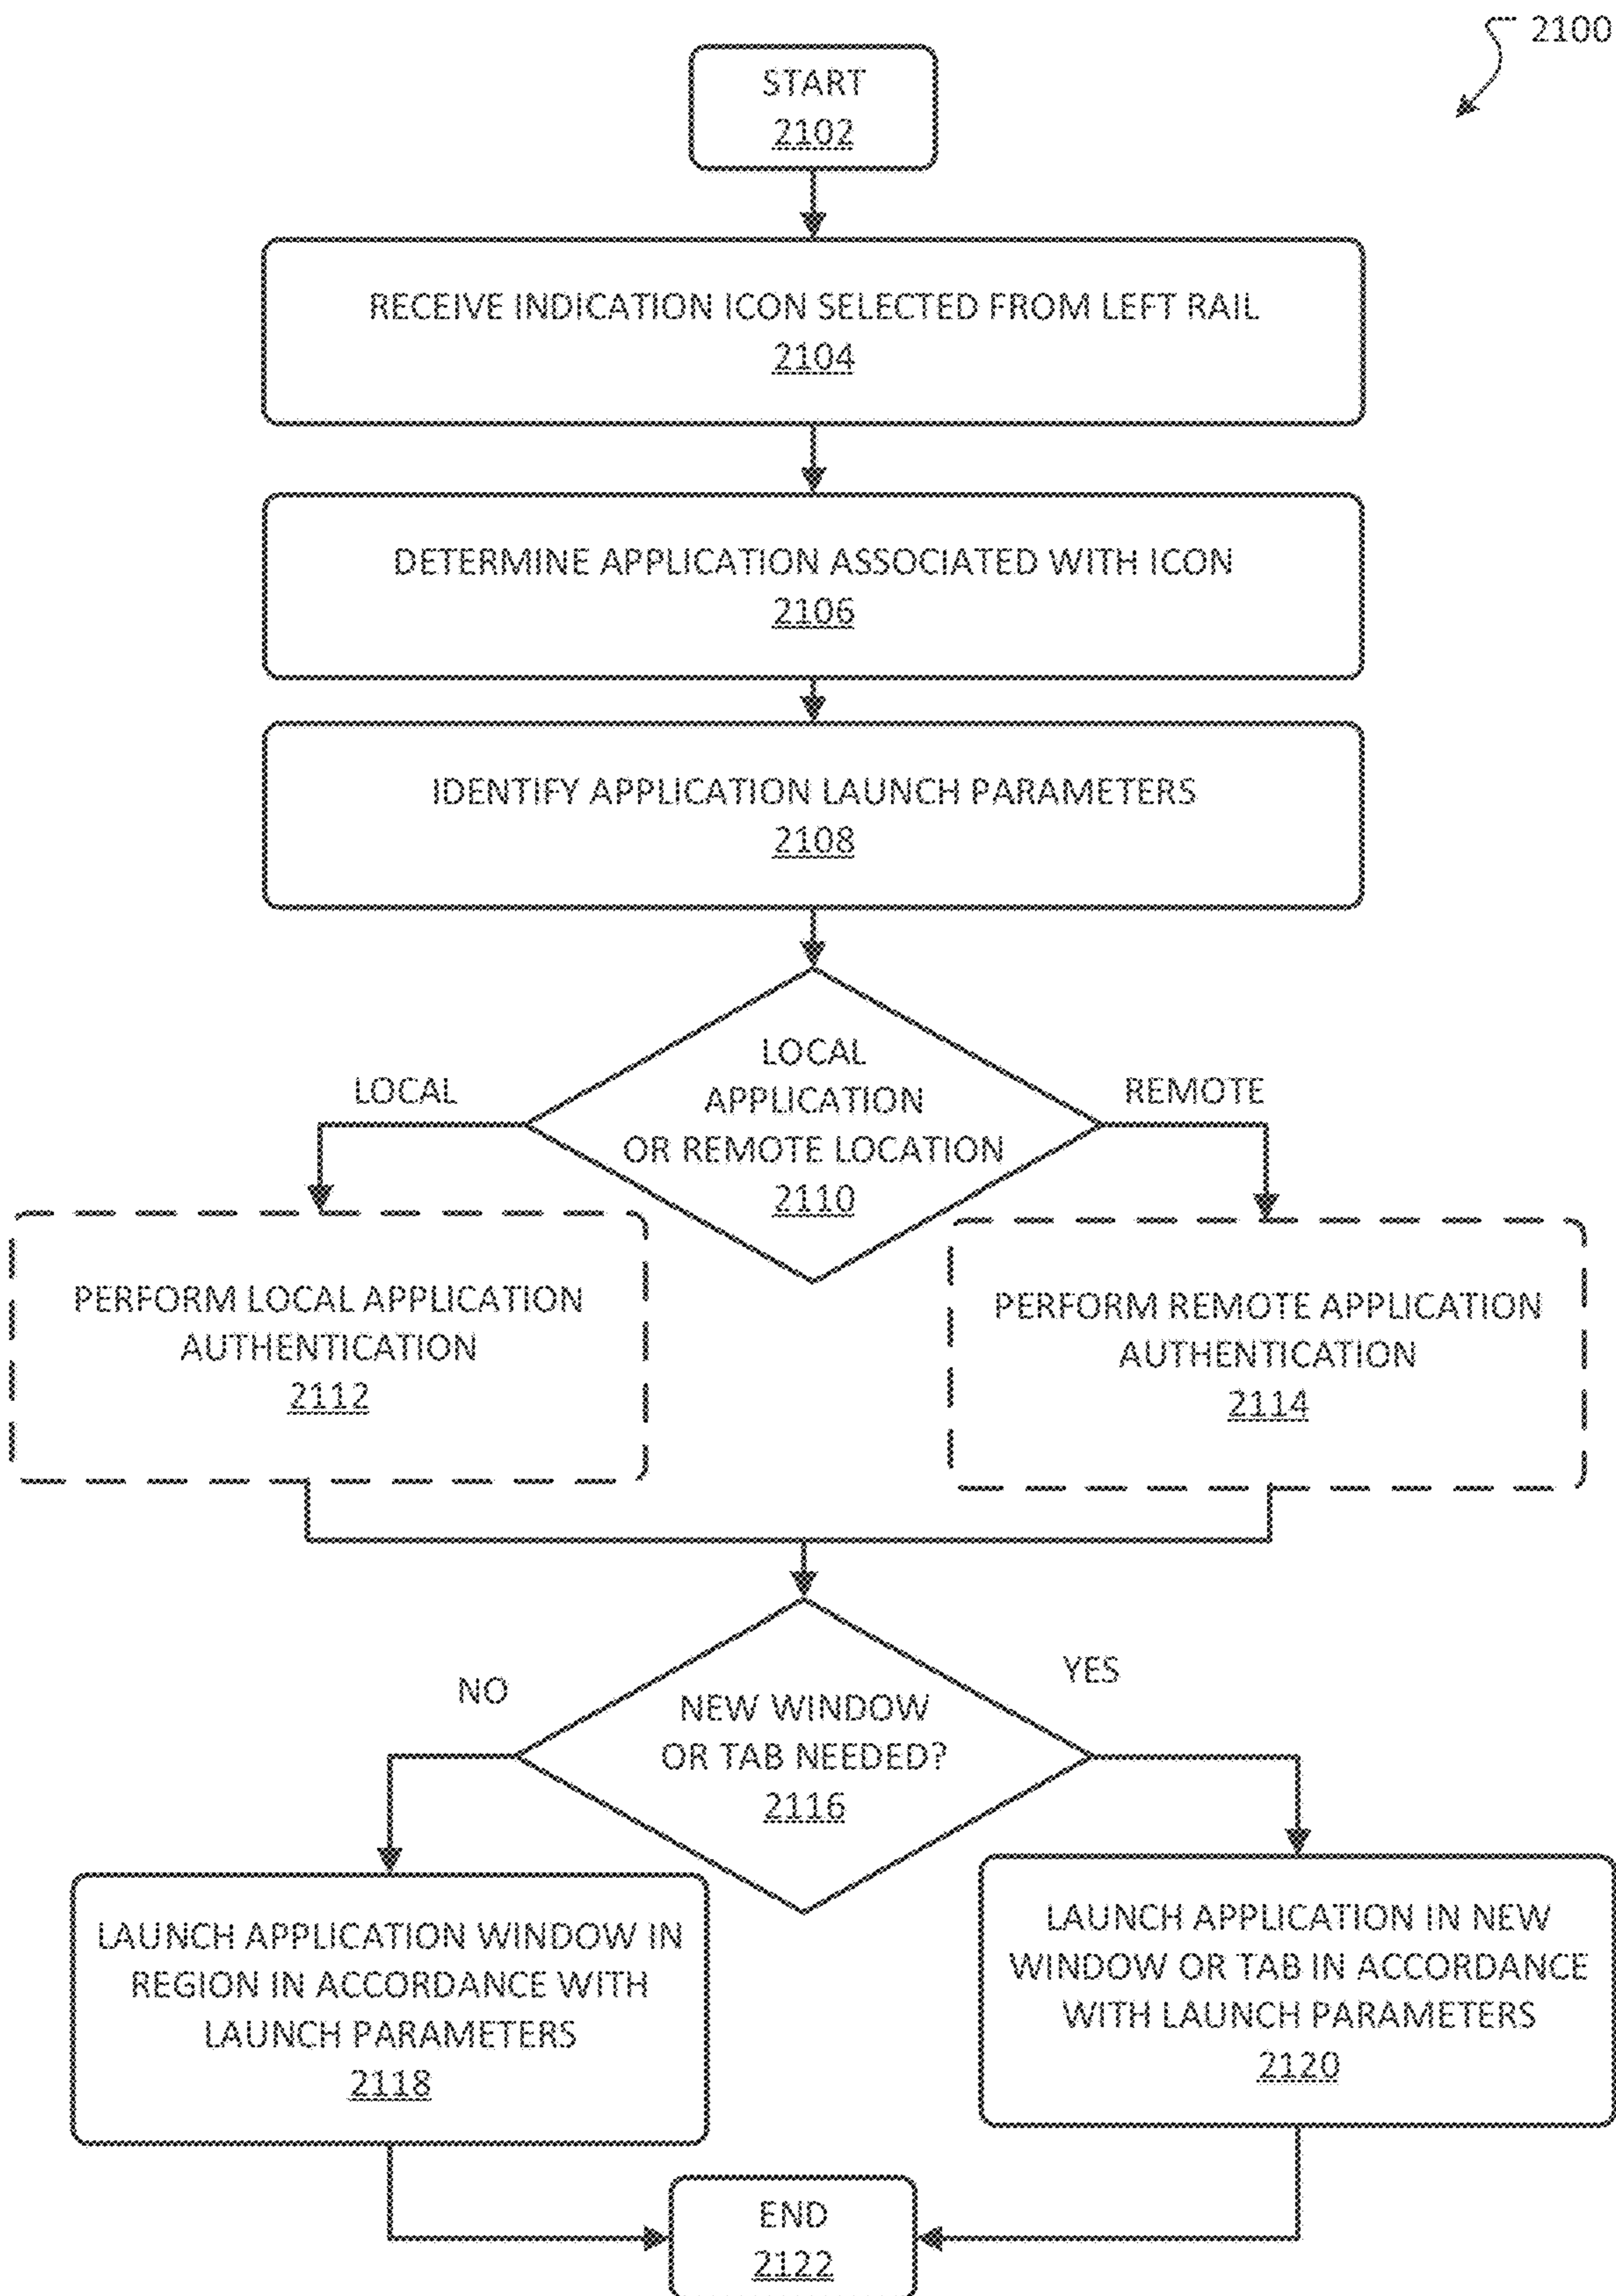 2100
START
2102
RECEIVE INDICATION ICON SELECTED FROM LEFT RAIL
2104
DETERMINE APPLICATION ASSOCIATED WITH ICON
2106
IDENTIFY APPLICATION LAUNCH PARAMETERS
2108
LOCAL
APPLICATION
OR REMOTE LOCATION
2110
LOCAL
REMOTE
PERFORM LOCAL APPLICATION
AUTHENTICATION
2112
PERFORM REMOTE APPLICATION
AUTHENTICATION
2114
NEW WINDOW
OR TAB NEEDED?
2116
NO
YES
LAUNCH APPLICATION WINDOW IN
REGION IN ACCORDANCE WITH
LAUNCH PARAMETERS
2118
LAUNCH APPLICATION IN NEW
WINDOW OR TAB IN ACCORDANCE
WITH LAUNCH PARAMETERS
2120
END
2122